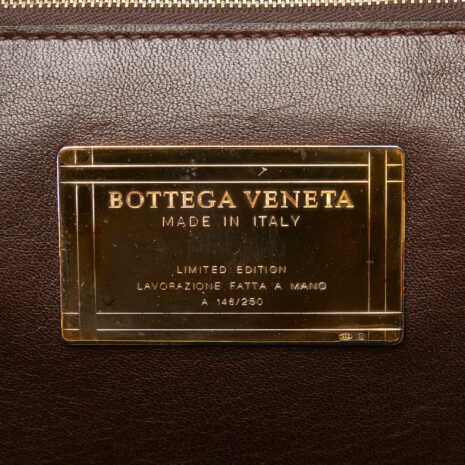 BOTTEGA VENETA
MADE IN ITALY
LIMITED EDITION
LAVORAZIONE FATTA A MANO
A 146/250